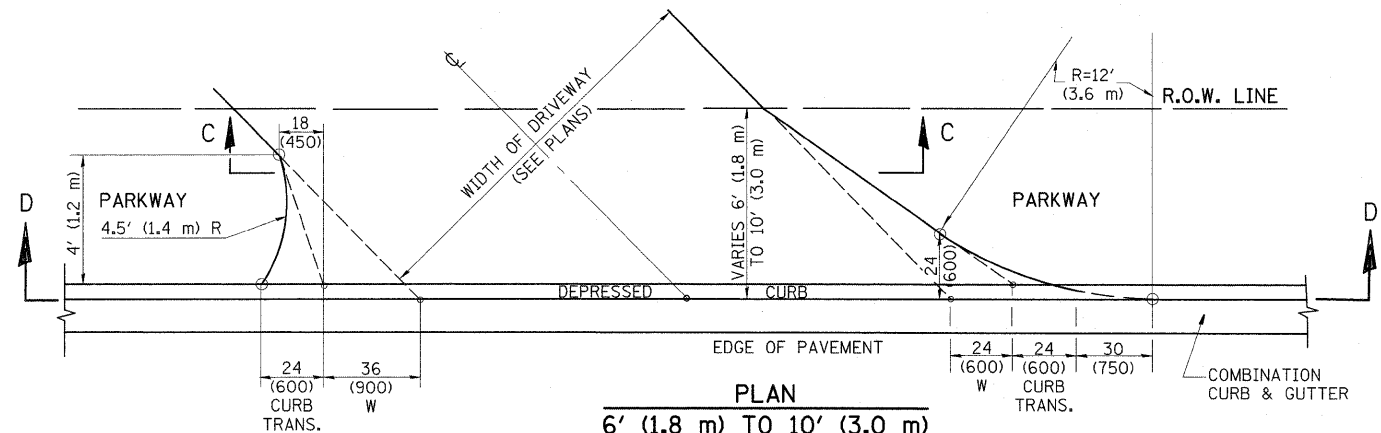 ℄
WIDTH OF DRIVEWAY
(SEE PLANS)
R=12'
(3.6 m)
R.O.W. LINE
18
(450)
C
C
4' (1.2 m)
PARKWAY
4.5' (1.4 m) R
VARIES 6' (1.8 m)
TO 10' (3.0 m)
PARKWAY
D
D
24
(600)
DEPRESSED CURB
EDGE OF PAVEMENT
24
(600)
CURB
TRANS.
36
(900)
W
24
(600)
W
24
(600)
CURB
TRANS.
30
(750)
COMBINATION
CURB & GUTTER
PLAN
6' (1.8 m) TO 10' (3.0 m)